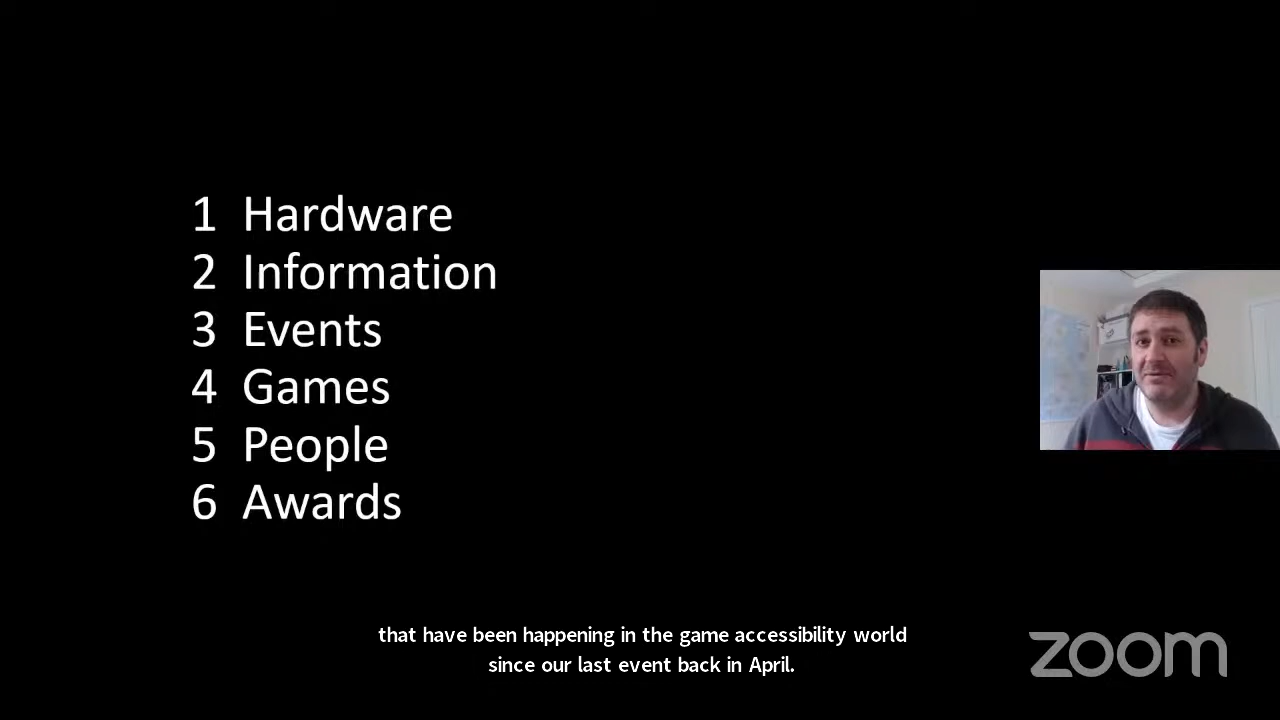 1 Hardware
2 Information
3 Events
4 Games
5 People
6 Awards
that have been happening in the game accessibility world
since our last event back in April.
zoom